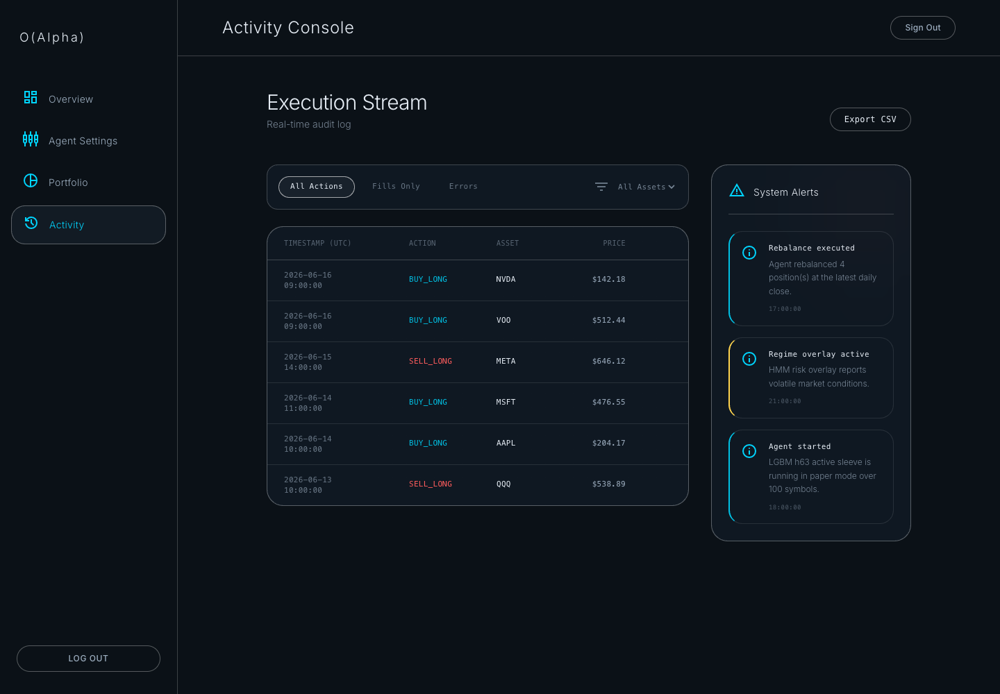 O(Alpha)
Overview
Agent Settings
Portfolio
Activity
LOG OUT
Activity Console
Sign Out
Execution Stream
Real-time audit log
Export CSV
All Actions Fills Only Errors All Assets
TIMESTAMP (UTC) ACTION ASSET PRICE
2026-06-16
09:00:00 BUY_LONG NVDA $142.18
2026-06-16
09:00:00 BUY_LONG VOO $512.44
2026-06-15
14:00:00 SELL_LONG META $646.12
2026-06-14
11:00:00 BUY_LONG MSFT $476.55
2026-06-14
10:00:00 BUY_LONG AAPL $204.17
2026-06-13
10:00:00 SELL_LONG QQQ $538.89
System Alerts
Rebalance executed
Agent rebalanced 4
position(s) at the latest daily
close.
17:00:00
Regime overlay active
HMM risk overlay reports
volatile market conditions.
21:00:00
Agent started
LGBM h63 active sleeve is
running in paper mode over
100 symbols.
18:00:00